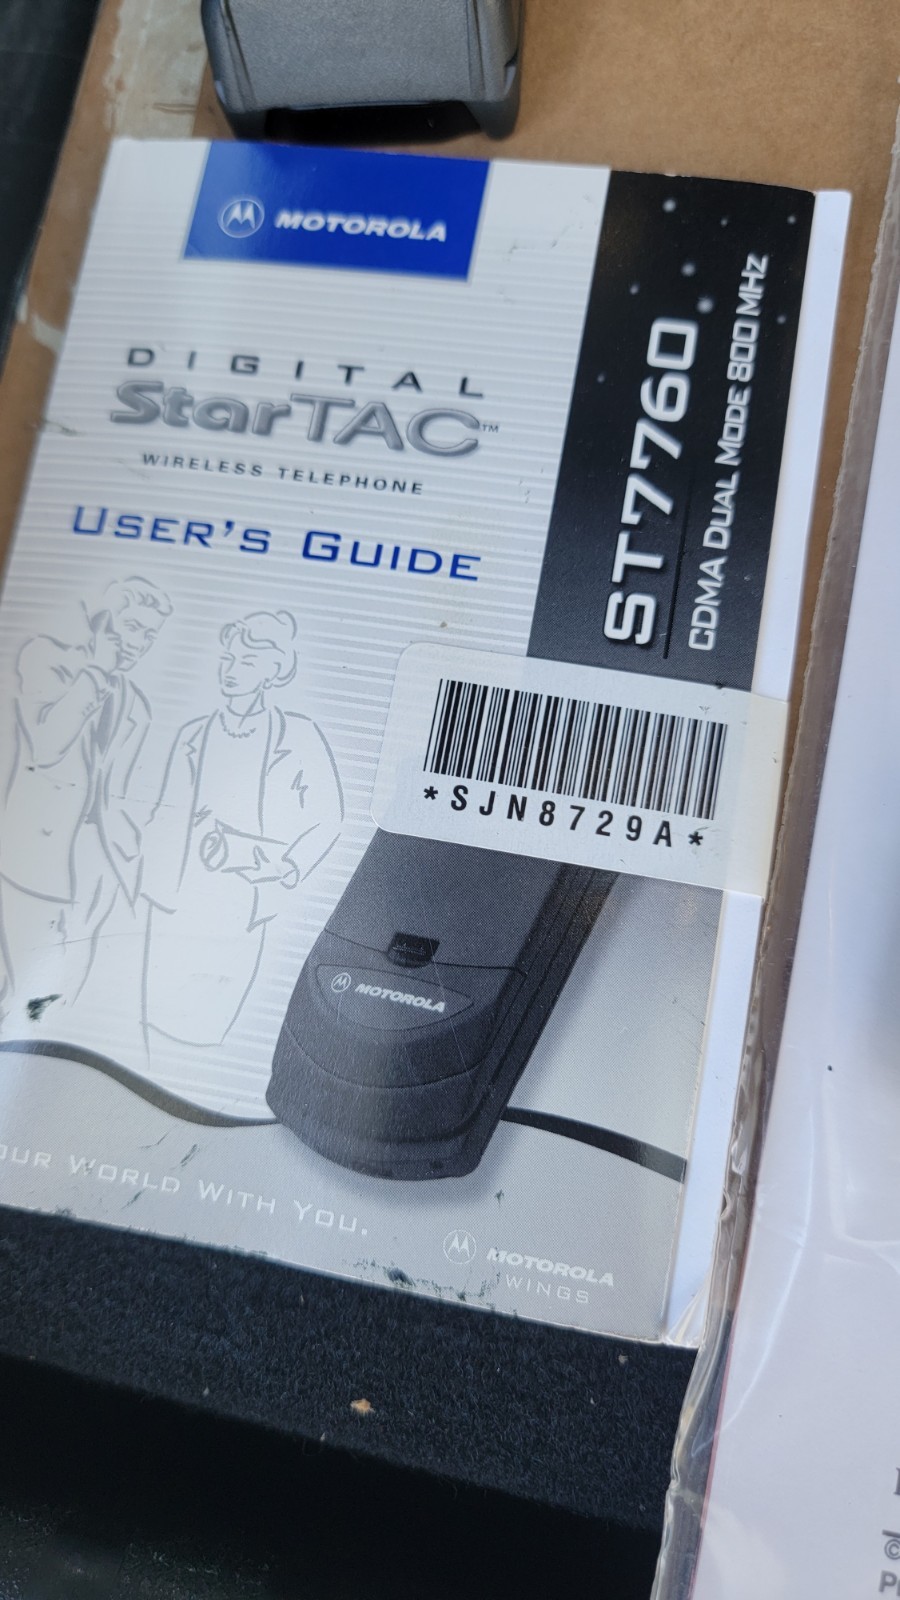 MOTOROLA
DIGITAL
StarTAC™
WIRELESS TELEPHONE
USER'S GUIDE
ST7760
CDMA DUAL MODE 800 MHz
*SJN8729A*
MOTOROLA
WORLD WITH YOU.
MOTOROLA
WINGS
©